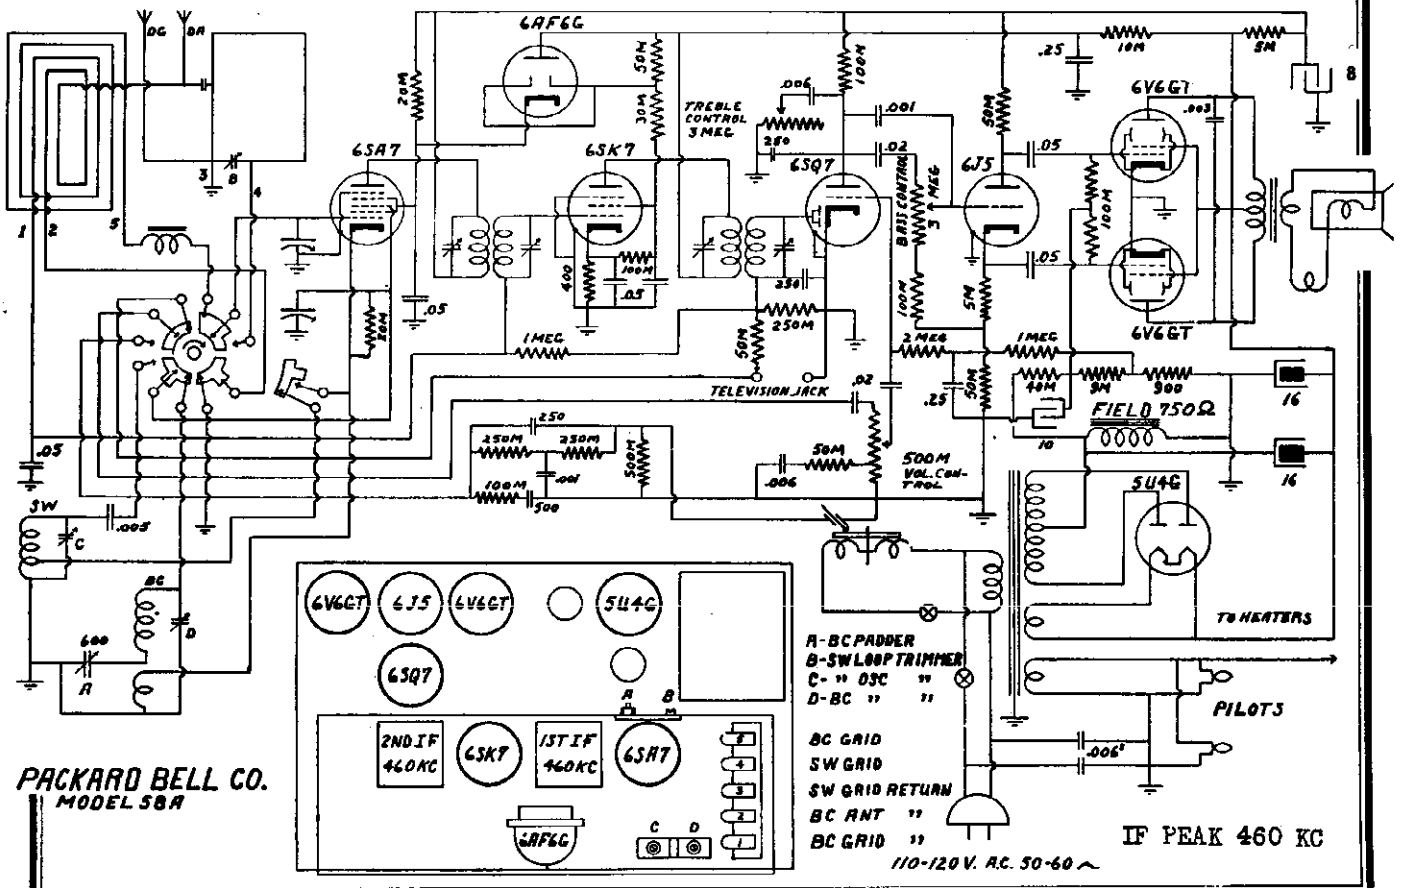 DG
DA
6AF6G
.25
10M
5M
8
20M
50M
30M
TREBLE
CONTROL
3 MEG
.006
100M
.001
50M
6V6GT
.003
250
.02
6SA7
6SK7
6SQ7
6J5
.05
BASS CONTROL
3 MEG
100M
1
2
3
B
4
5
400
100M
.05
250
.05
.05
20M
250M
100M
5M
6V6GT
1 MEG
50M
2 MEG
1 MEG
TELEVISION JACK
.02
.25
50M
40M
9M
900
16
FIELD 750Ω
10
.05
250
250M
250M
500M
.001
100M
500
50M
.006
500M
VOL. CON-
TROL
16
5U4G
SW
C
.005
BC
D
600
A
6V6GT
6J5
6V6GT
5U4G
6SQ7
A
B
2ND IF
460KC
6SK7
1ST IF
460KC
6SA7
5
4
3
2
1
6AF6G
C
D
TO HEATERS
A-BC PADDER
B-SW LOOP TRIMMER
C- " OSC "
D-BC " "
PILOTS
.006
BC GRID
SW GRID
SW GRID RETURN
BC ANT "
BC GRID "
PACKARD BELL CO.
MODEL 58A
IF PEAK 460 KC
110-120 V. A.C. 50-60 ~